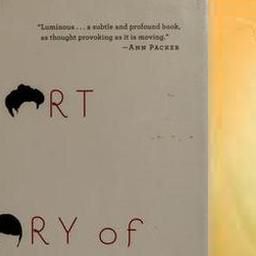 “Luminous . . . a subtle and profound book,
as thought provoking as it is moving.”
—Ann Packer
RT
RY of